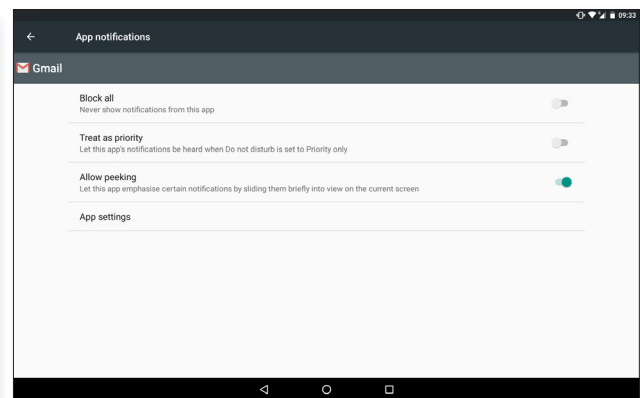 09:33
App notifications
Gmail
Block all
Never show notifications from this app
Treat as priority
Let this app's notifications be heard when Do not disturb is set to Priority only
Allow peeking
Let this app emphasise certain notifications by sliding them briefly into view on the current screen
App settings